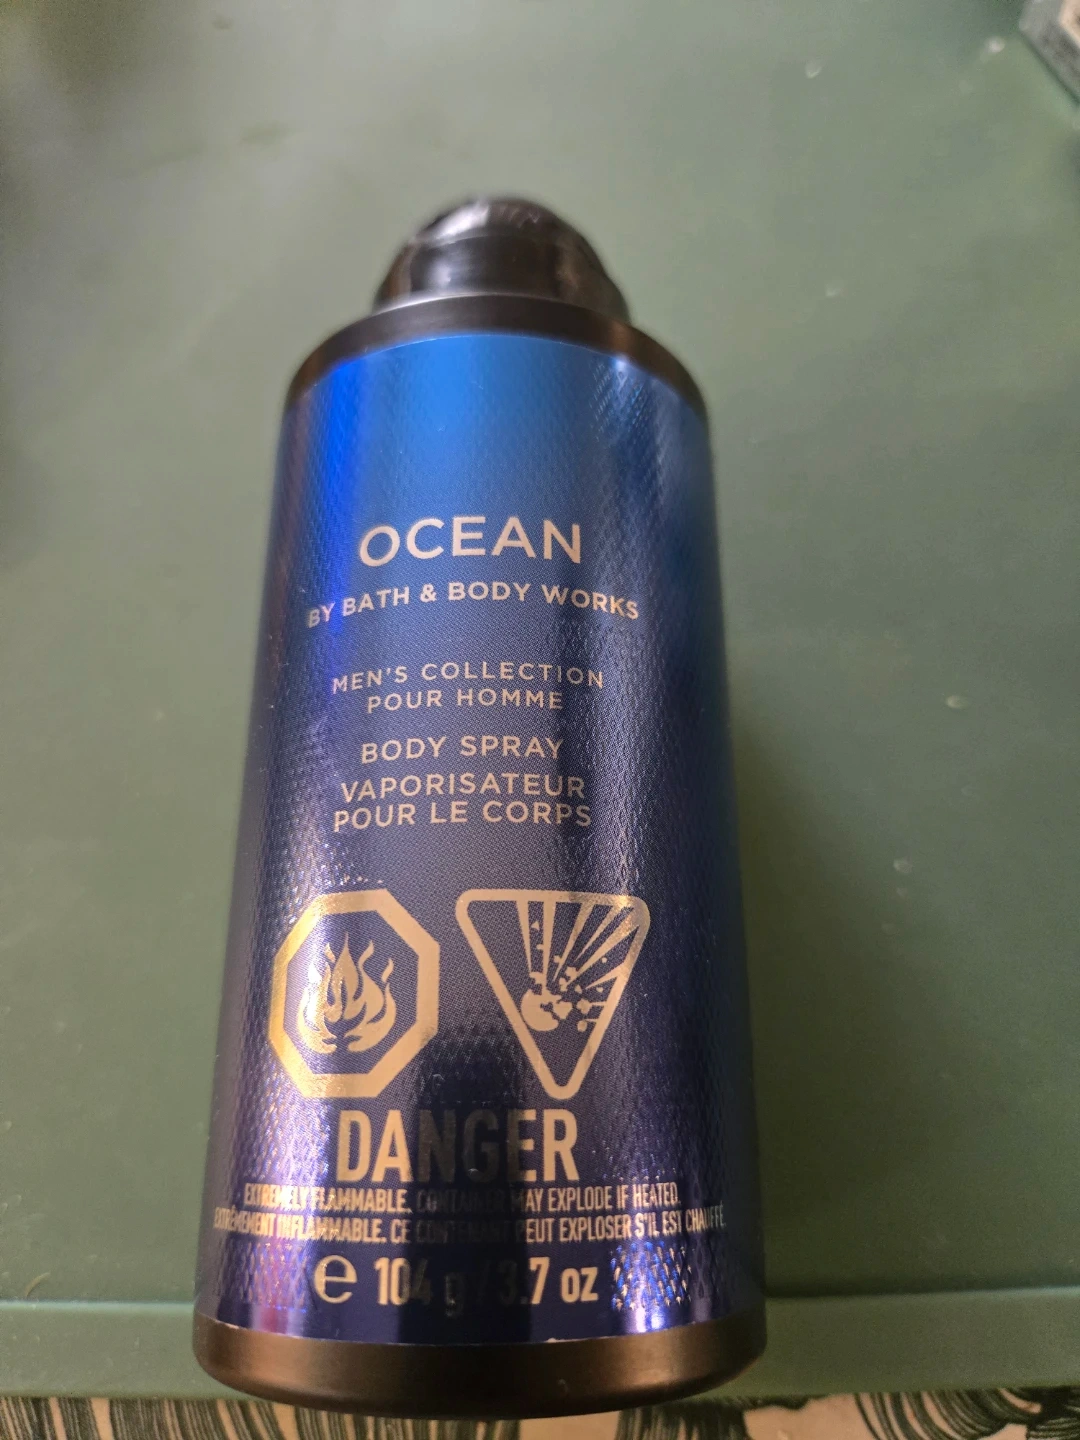 OCEAN
BY BATH & BODY WORKS
MEN'S COLLECTION
POUR HOMME
BODY SPRAY
VAPORISATEUR
POUR LE CORPS
DANGER
EXTREMELY FLAMMABLE. CONTAINER MAY EXPLODE IF HEATED.
EXTRÊMEMENT INFLAMMABLE. CE CONTENANT PEUT EXPLOSER S'IL EST CHAUFFÉ.
℮ 104 g / 3.7 oz